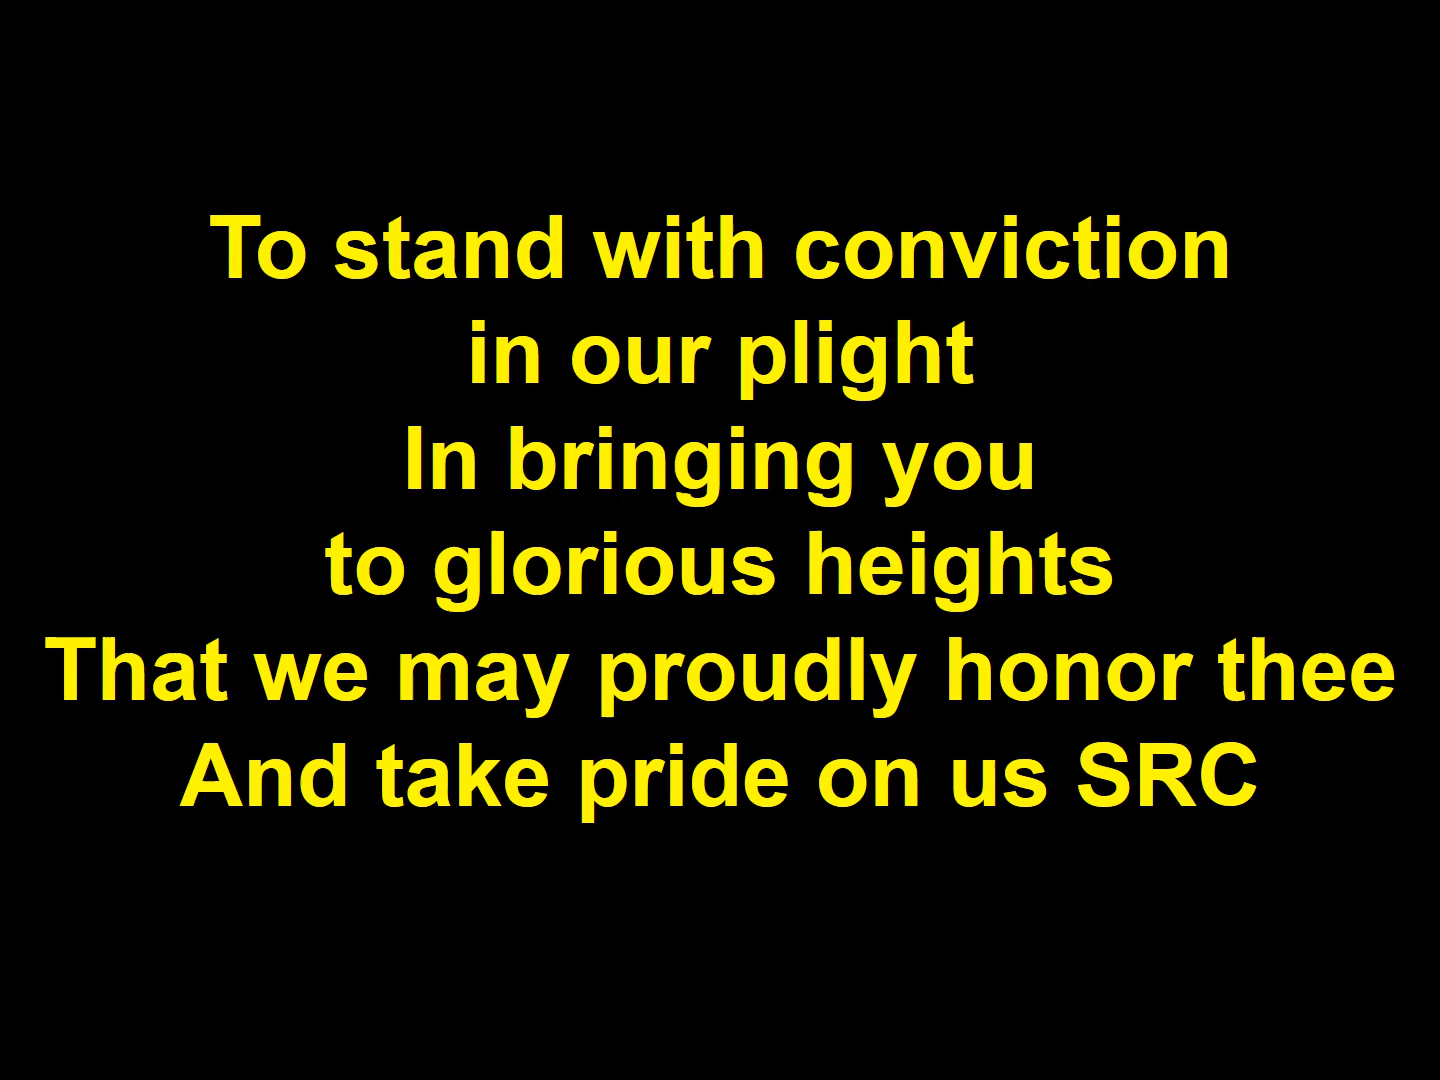 To stand with conviction
in our plight
In bringing you
to glorious heights
That we may proudly honor thee
And take pride on us SRC